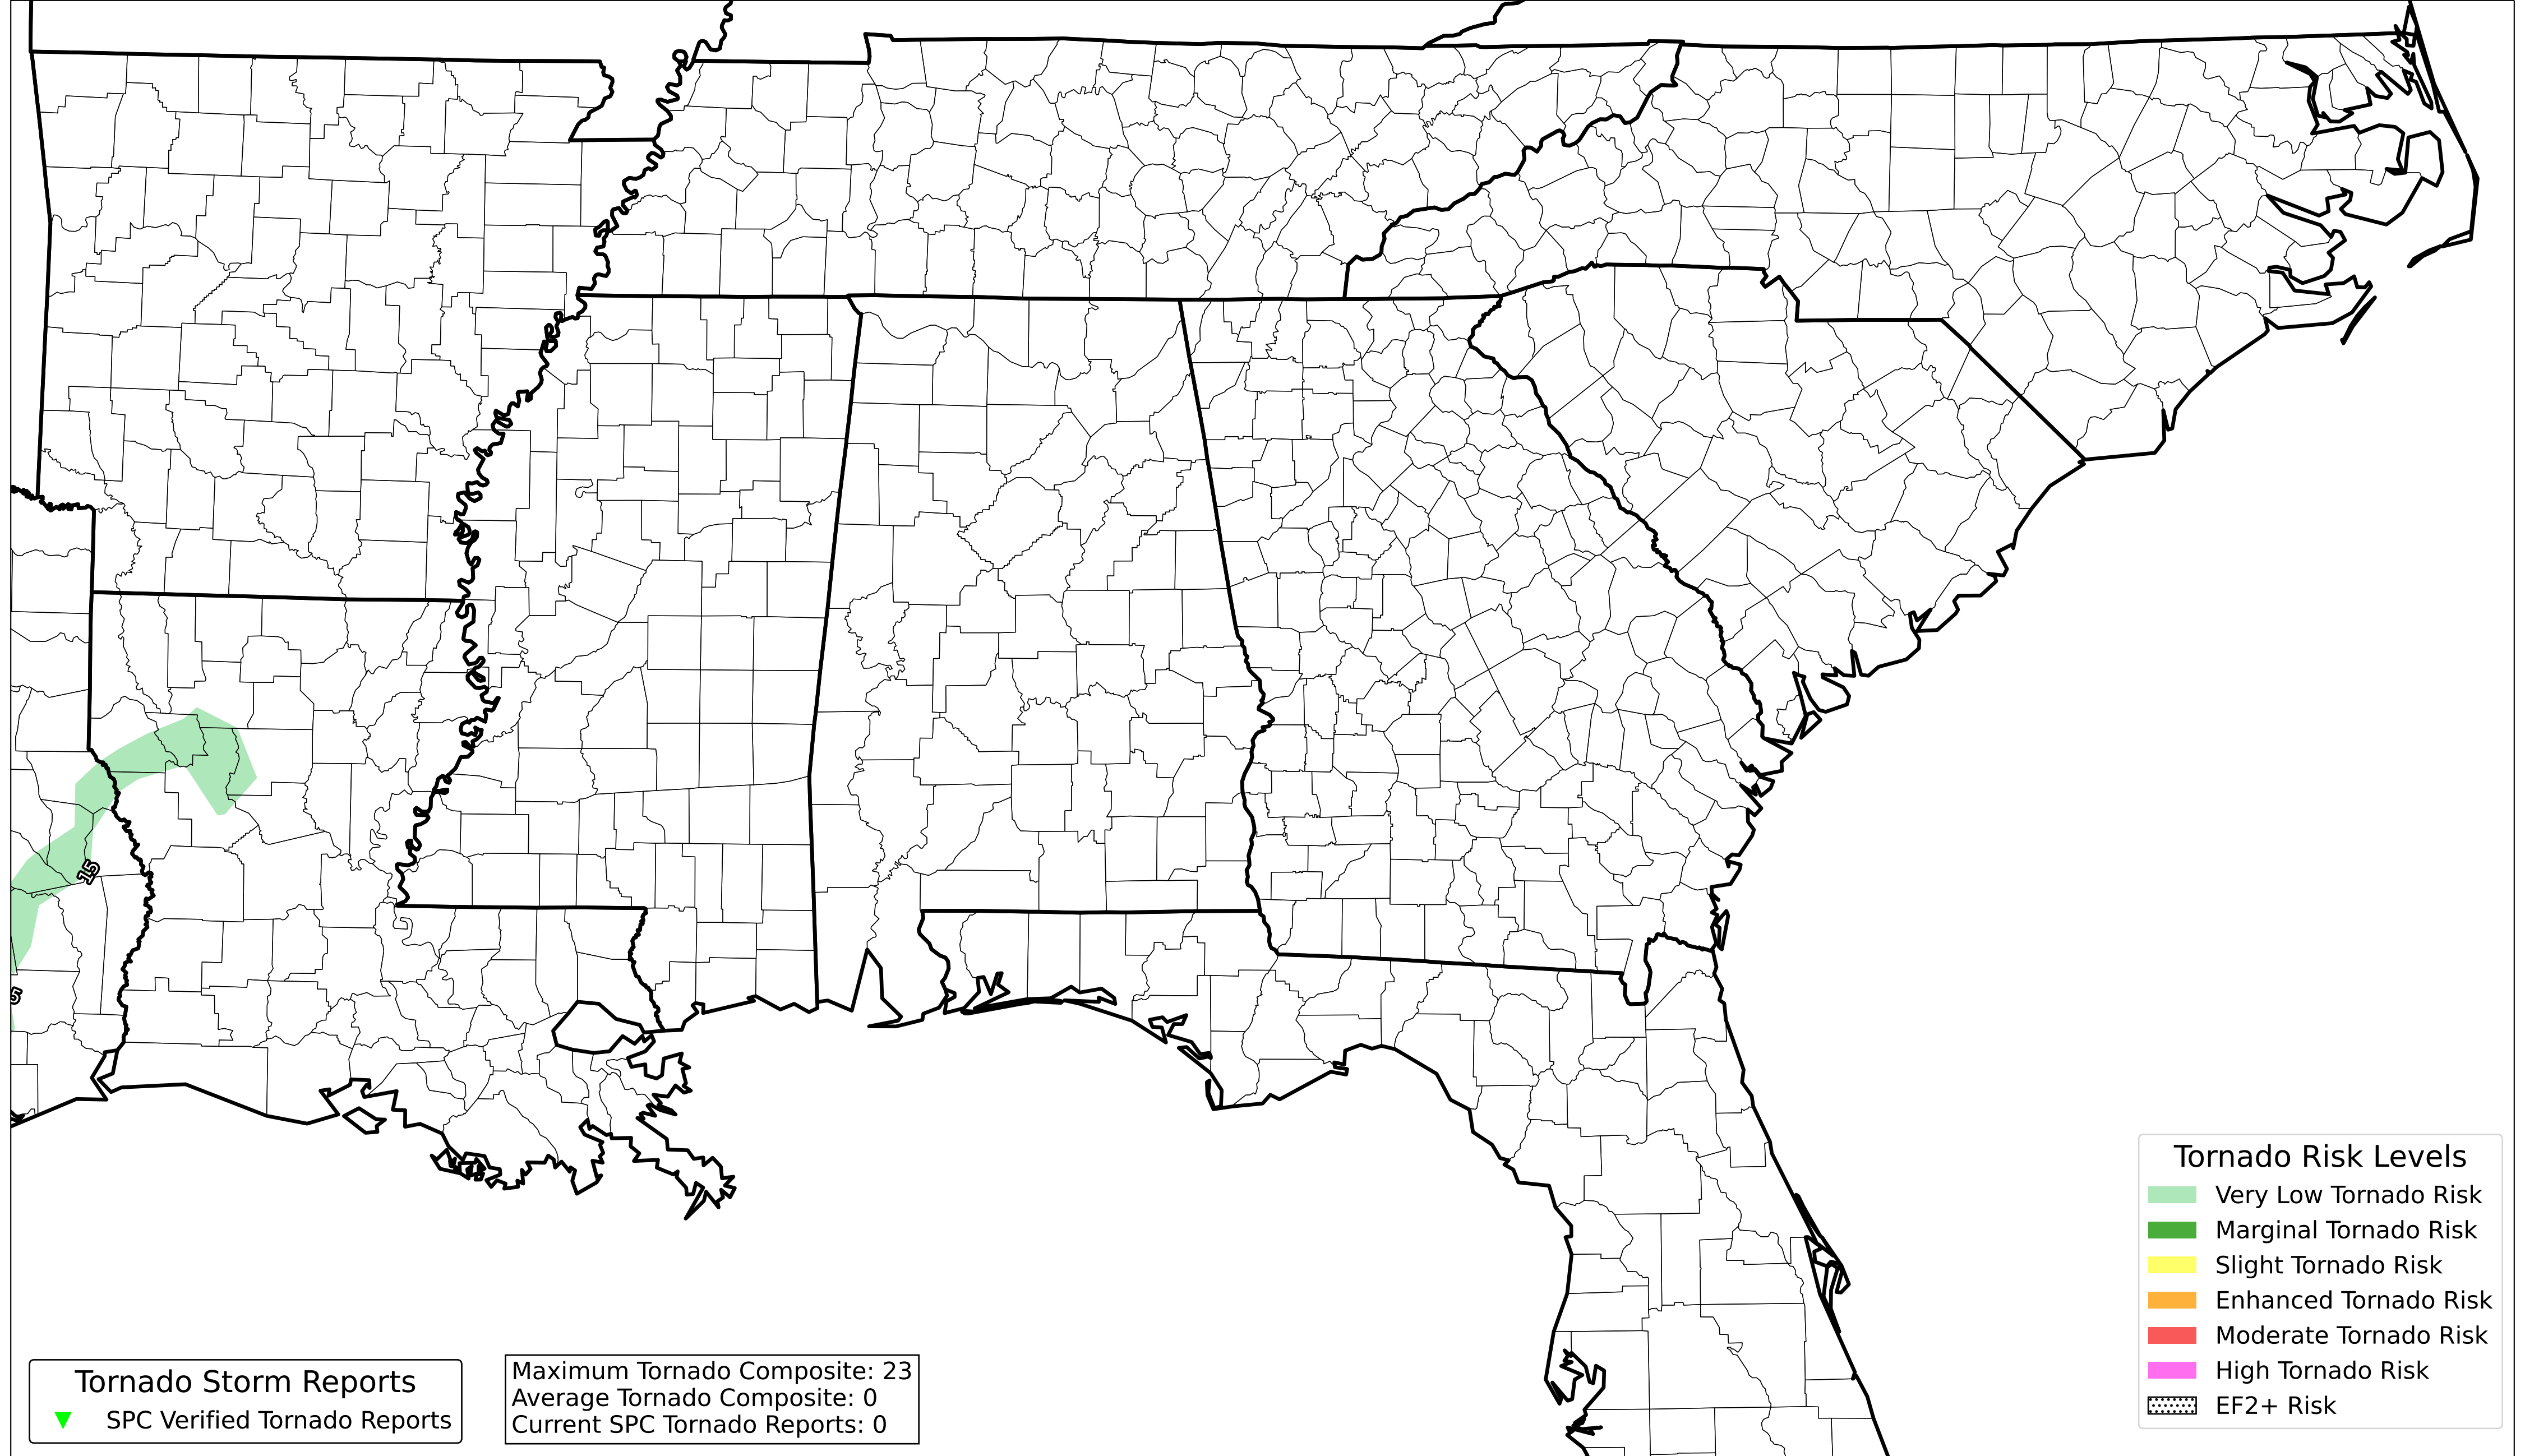 15
5
Tornado Risk Levels
Very Low Tornado Risk
Marginal Tornado Risk
Slight Tornado Risk
Enhanced Tornado Risk
Moderate Tornado Risk
High Tornado Risk
EF2+ Risk
Tornado Storm Reports
SPC Verified Tornado Reports
Maximum Tornado Composite: 23
Average Tornado Composite: 0
Current SPC Tornado Reports: 0